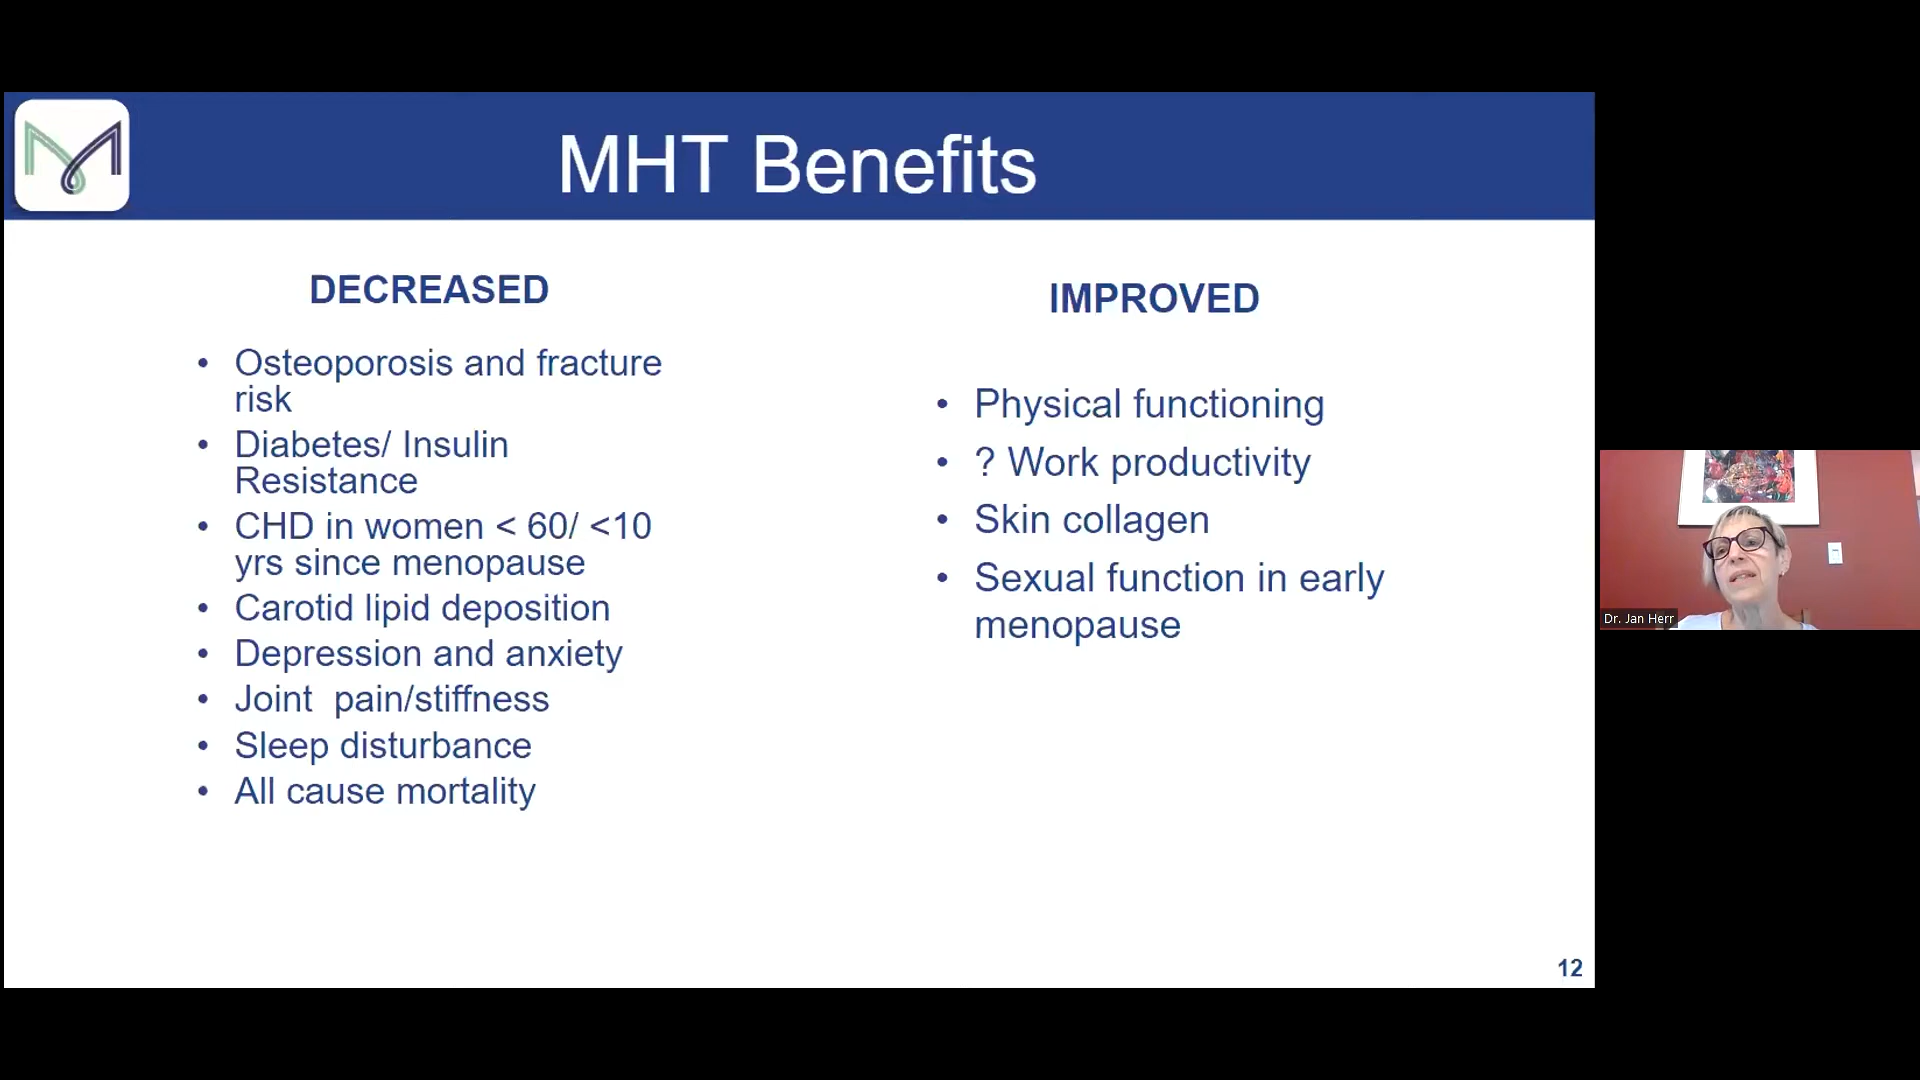 MHT Benefits
DECREASED
• Osteoporosis and fracture
risk
• Diabetes/ Insulin
Resistance
• CHD in women < 60/ <10
yrs since menopause
• Carotid lipid deposition
• Depression and anxiety
• Joint  pain/stiffness
• Sleep disturbance
• All cause mortality
IMPROVED
• Physical functioning
• ? Work productivity
• Skin collagen
• Sexual function in early
menopause
12
Dr. Jan Herr